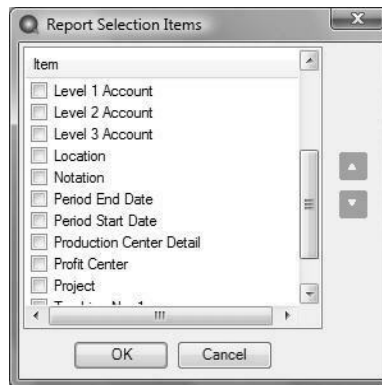 Report Selection Items
Item
Level 1 Account
Level 2 Account
Level 3 Account
Location
Notation
Period End Date
Period Start Date
Production Center Detail
Profit Center
Project
OK Cancel